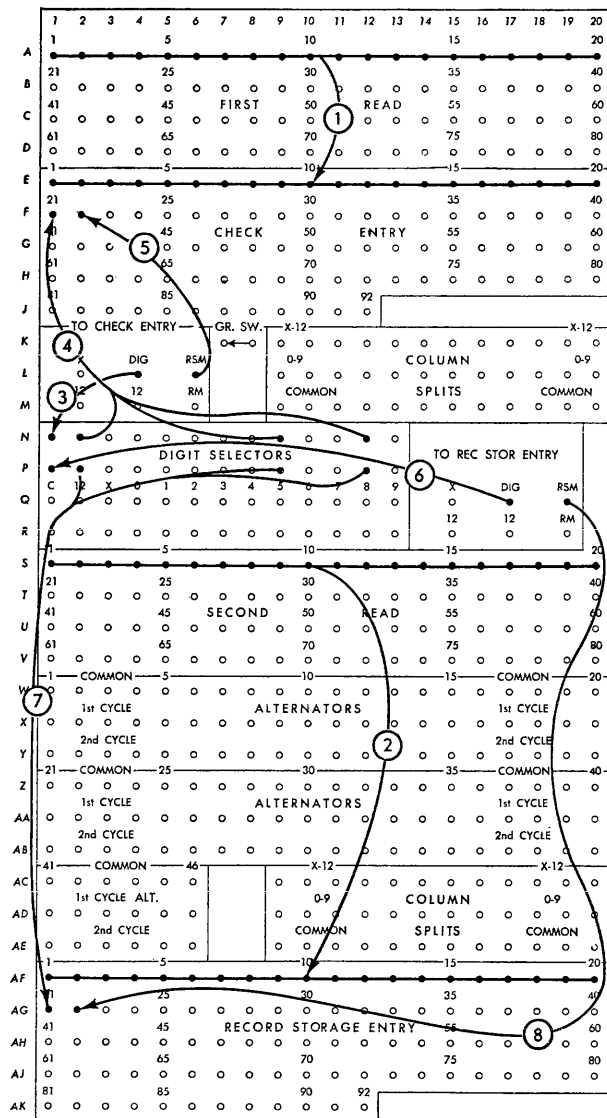 1 2 3 4 5 6 7 8 9 10 11 12 13 14 15 16 17 18 19 20
1 5 10 15 20
A
21 25 30 35 40
B
41 45 FIRST 50 READ 55 60
C
1
61 65 70 75 80
D
1 5 10 15 20
E
21 25 30 35 40
F
41 45 CHECK 50 ENTRY 55 60
G
5
61 65 70 75 80
H
81 85 90 92
J
TO CHECK ENTRY GR. SW. X-12 X-12
K
4
X DIG RSM 0-9 COLUMN 0-9
L
3
12 12 RM COMMON SPLITS COMMON
M
N
DIGIT SELECTORS TO REC STOR ENTRY
P
6
C 12 X 0 1 2 3 4 5 6 7 8 9 X DIG RSM
Q
12 12 RM
R
1 5 10 15 20
S
21 25 30 35 40
T
41 45 SECOND 50 READ 55 60
U
61 65 70 75 80
V
1 COMMON 5 10 15 COMMON 20
W
7
1st CYCLE ALTERNATORS 1st CYCLE
X
2nd CYCLE 2 2nd CYCLE
Y
21 COMMON 25 30 35 COMMON 40
Z
1st CYCLE ALTERNATORS 1st CYCLE
AA
2nd CYCLE 2nd CYCLE
AB
41 COMMON 46 X-12 X-12
AC
1st CYCLE ALT. 0-9 COLUMN 0-9
AD
2nd CYCLE COMMON SPLITS COMMON
AE
1 5 10 15 20
AF
25 30 35 40
AG
41 45 RECORD STORAGE ENTRY 55 60
8
AH
61 65 70 75 80
AJ
81 85 90 92
AK